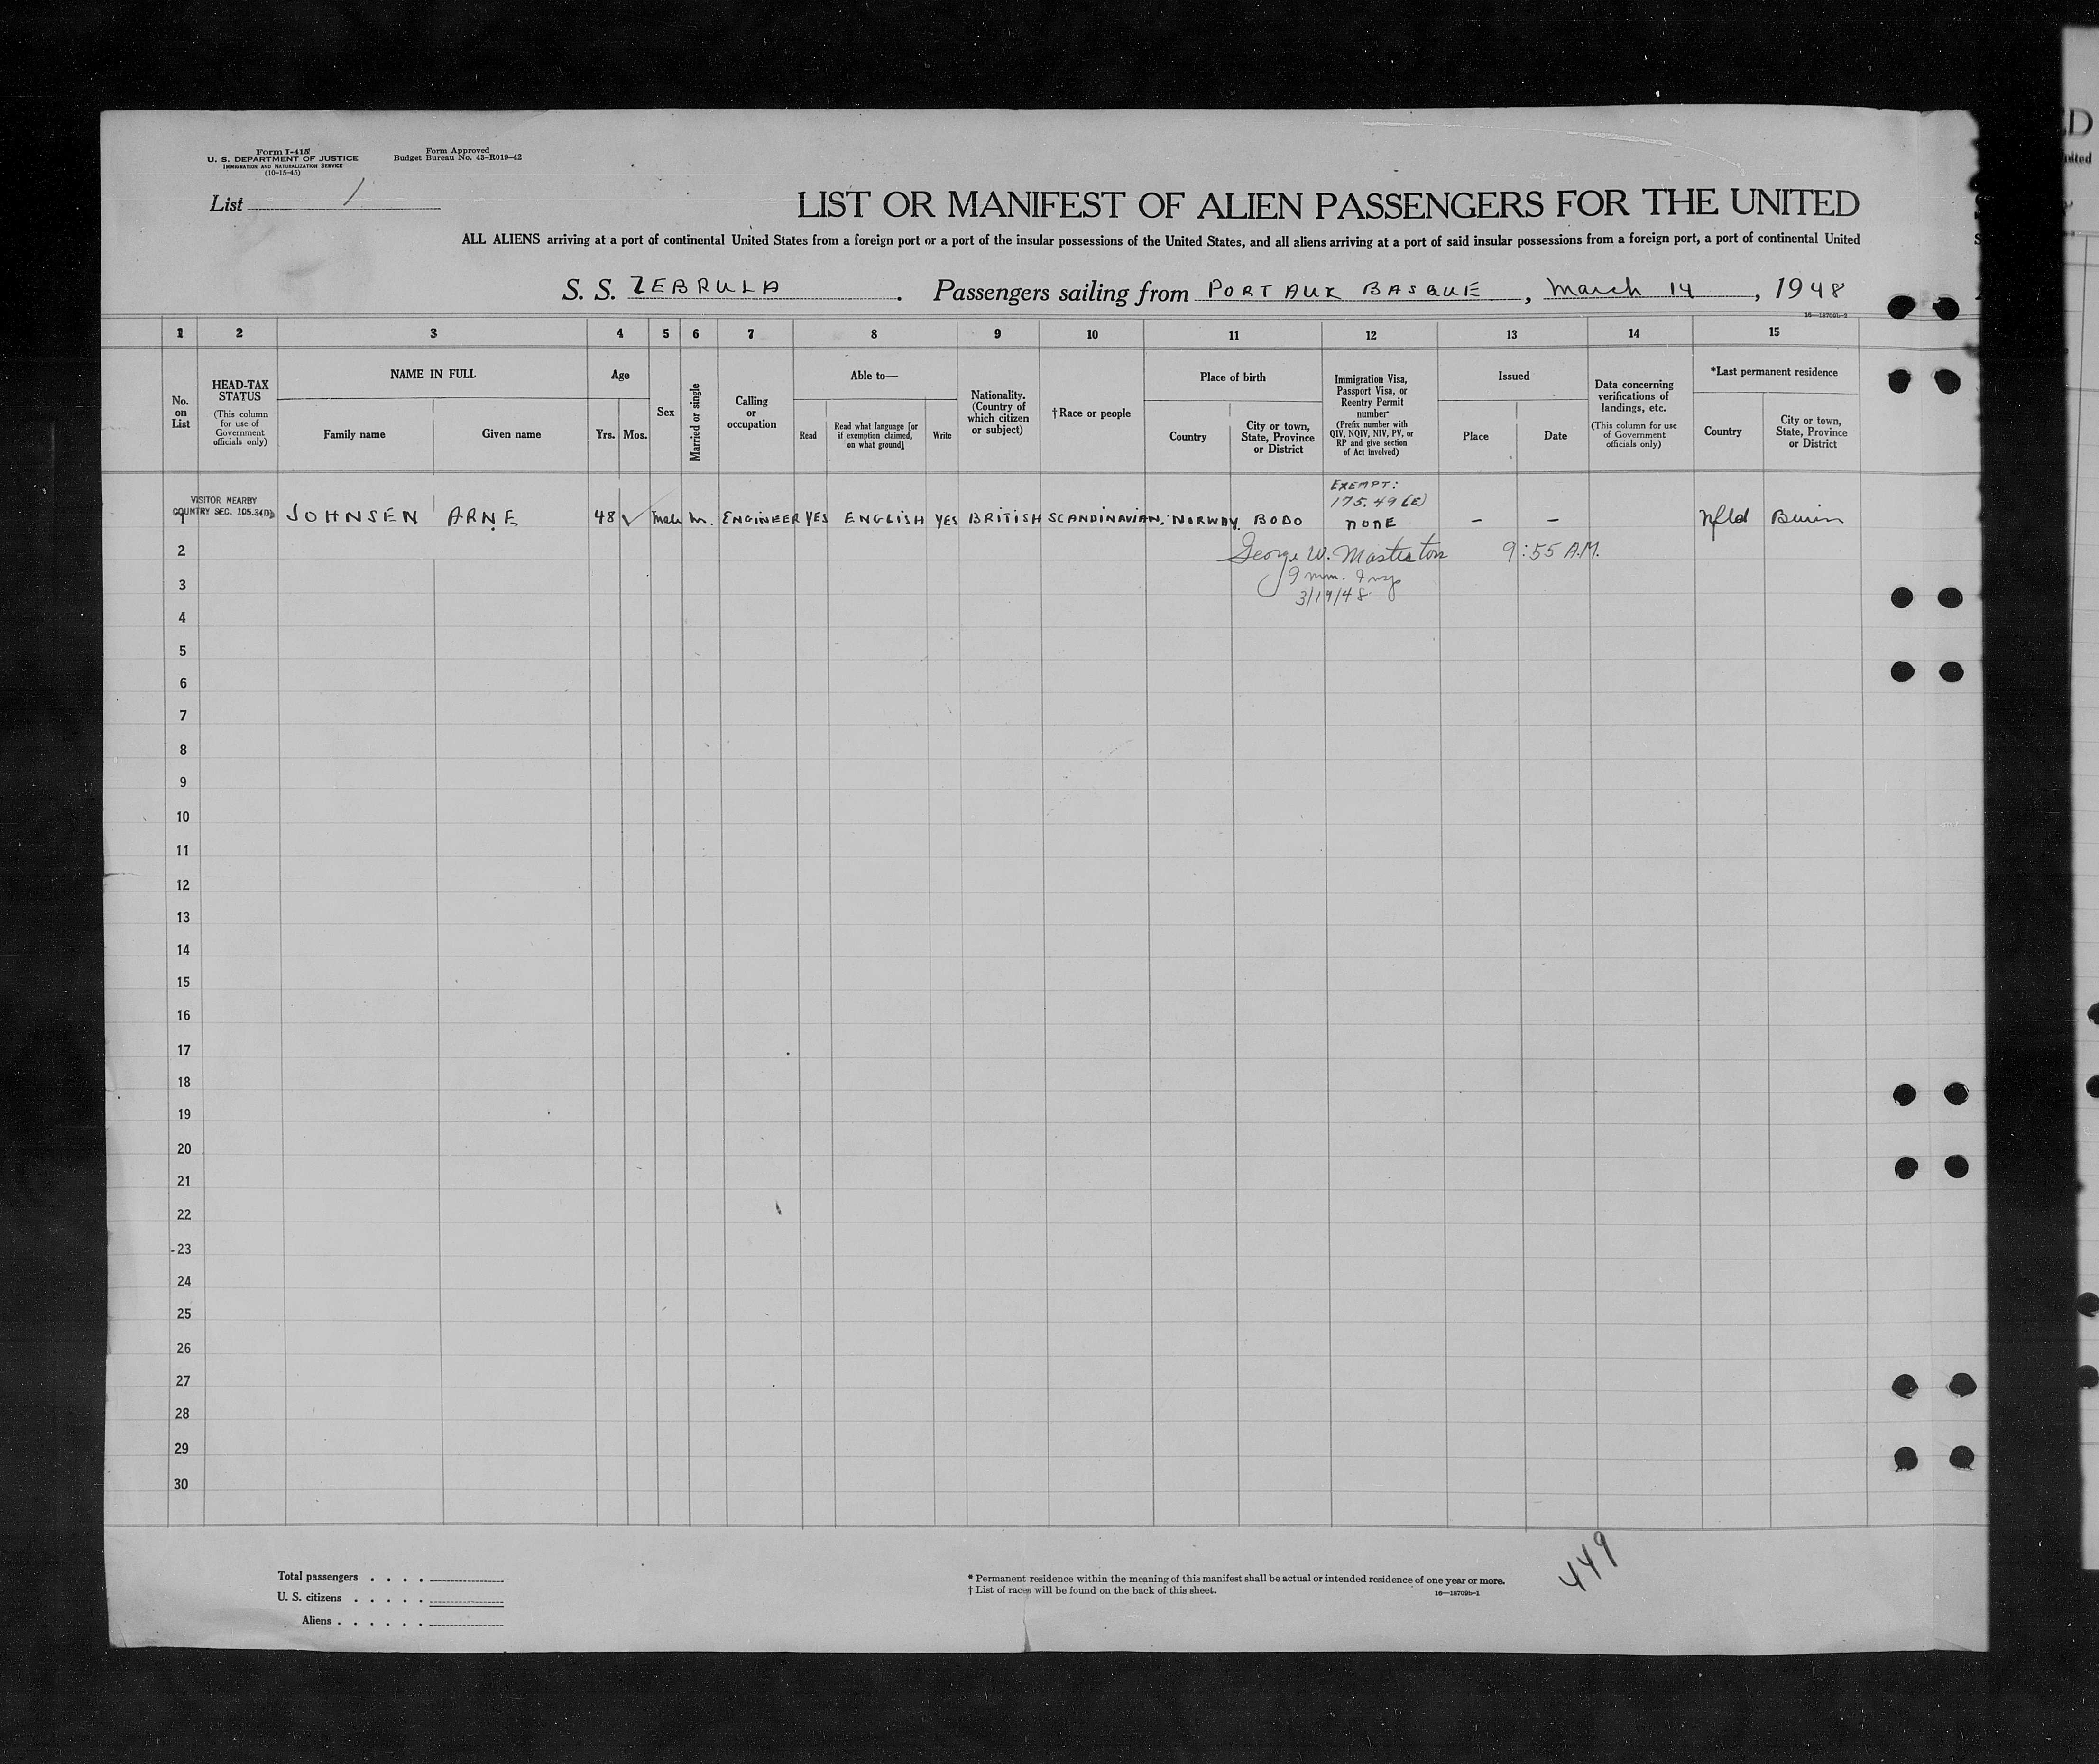 Form I-415
U. S. DEPARTMENT OF JUSTICE
IMMIGRATION AND NATURALIZATION SERVICE
(10-15-45)
Form Approved
Budget Bureau No. 43-R019-42
List 1
LIST OR MANIFEST OF ALIEN PASSENGERS FOR THE UNITED
ALL ALIENS arriving at a port of continental United States from a foreign port or a port of the insular possessions of the United States, and all aliens arriving at a port of said insular possessions from a foreign port, a port of continental United
S. S. ZEBRULA. Passengers sailing from PORT AUX BASQUE, March 14, 1948
16—18709b-2
1 2 3 4 5 6 7 8 9 10 11 12 13 14 15
No. on List
HEAD-TAX STATUS
(This column for use of Government officials only)
NAME IN FULL
Family name
Given name
Age
Yrs.
Mos.
Sex
Married or single
Calling or occupation
Able to—
Read
Read what language [or if exemption claimed, on what ground]
Write
Nationality. (Country of which citizen or subject)
†Race or people
Place of birth
Country
City or town, State, Province or District
Immigration Visa, Passport Visa, or Reentry Permit number
(Prefix number with QIV, NQIV, NIV, PV, or RP and give section of Act involved)
Issued
Place
Date
Data concerning verifications of landings, etc.
(This column for use of Government officials only)
*Last permanent residence
Country
City or town, State, Province or District
EXEMPT:
VISITOR NEARBY 175.49(E)
COUNTRY SEC. 105.3(D)
1 JOHNSEN ARNE 48 ✓ Male M. ENGINEER YES ENGLISH YES BRITISH SCANDINAVIAN. NORWAY. BODO NONE – – Nfld Burin
2 George W. Masterton 9:55 A.M.
Imm. Insp
3 3/19/48
4
5
6
7
8
9
10
11
12
13
14
15
16
17
18
19
20
21
22
23
24
25
26
27
28
29
30
Total passengers . . . .
U. S. citizens . . . . .
Aliens . . . . . .
* Permanent residence within the meaning of this manifest shall be actual or intended residence of one year or more.
† List of races will be found on the back of this sheet.
16—18709b-1
449